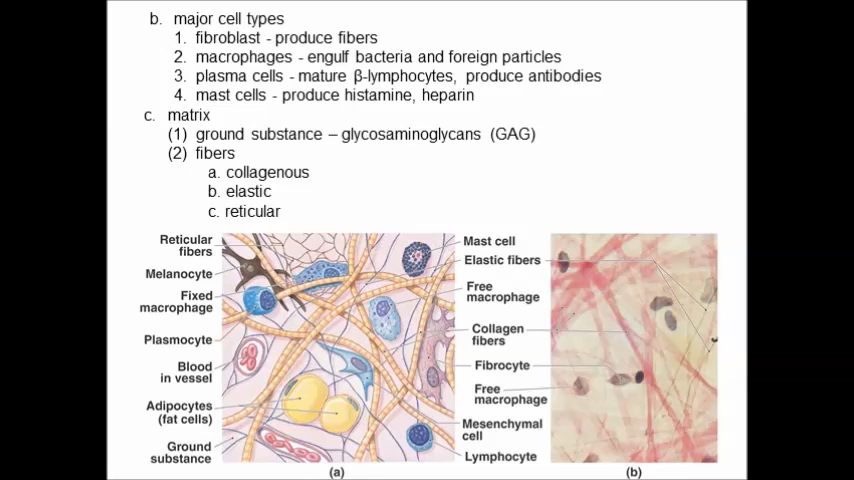 b. major cell types
1. fibroblast - produce fibers
2. macrophages - engulf bacteria and foreign particles
3. plasma cells - mature β-lymphocytes, produce antibodies
4. mast cells - produce histamine, heparin
c. matrix
(1) ground substance – glycosaminoglycans (GAG)
(2) fibers
a. collagenous
b. elastic
c. reticular
Reticular
fibers
Melanocyte
Fixed
macrophage
Plasmocyte
Blood
in vessel
Adipocytes
(fat cells)
Ground
substance
Mast cell
Elastic fibers
Free
macrophage
Collagen
fibers
Fibrocyte
Free
macrophage
Mesenchymal
cell
Lymphocyte
(a)
(b)